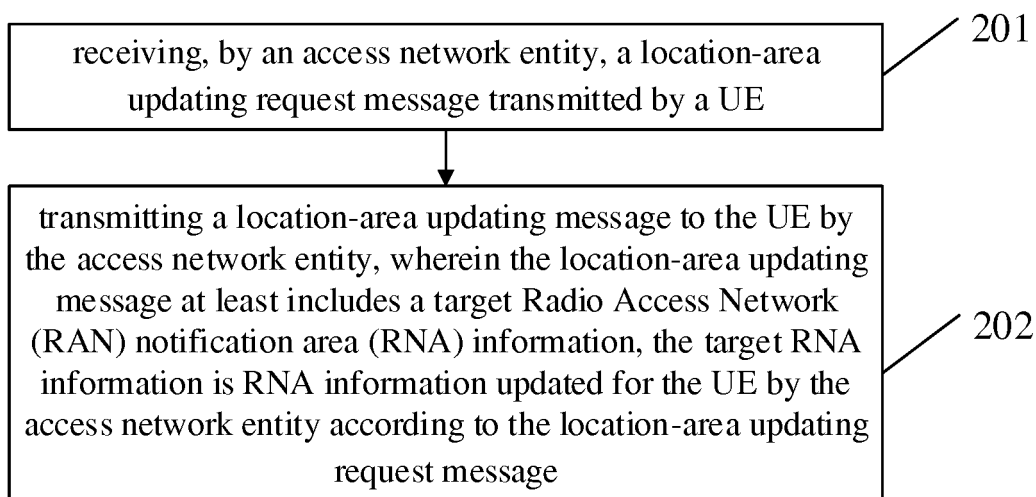 receiving, by an access network entity, a location-area
updating request message transmitted by a UE
201
transmitting a location-area updating message to the UE by
the access network entity, wherein the location-area updating
message at least includes a target Radio Access Network
(RAN) notification area (RNA) information, the target RNA
information is RNA information updated for the UE by the
access network entity according to the location-area updating
request message
202